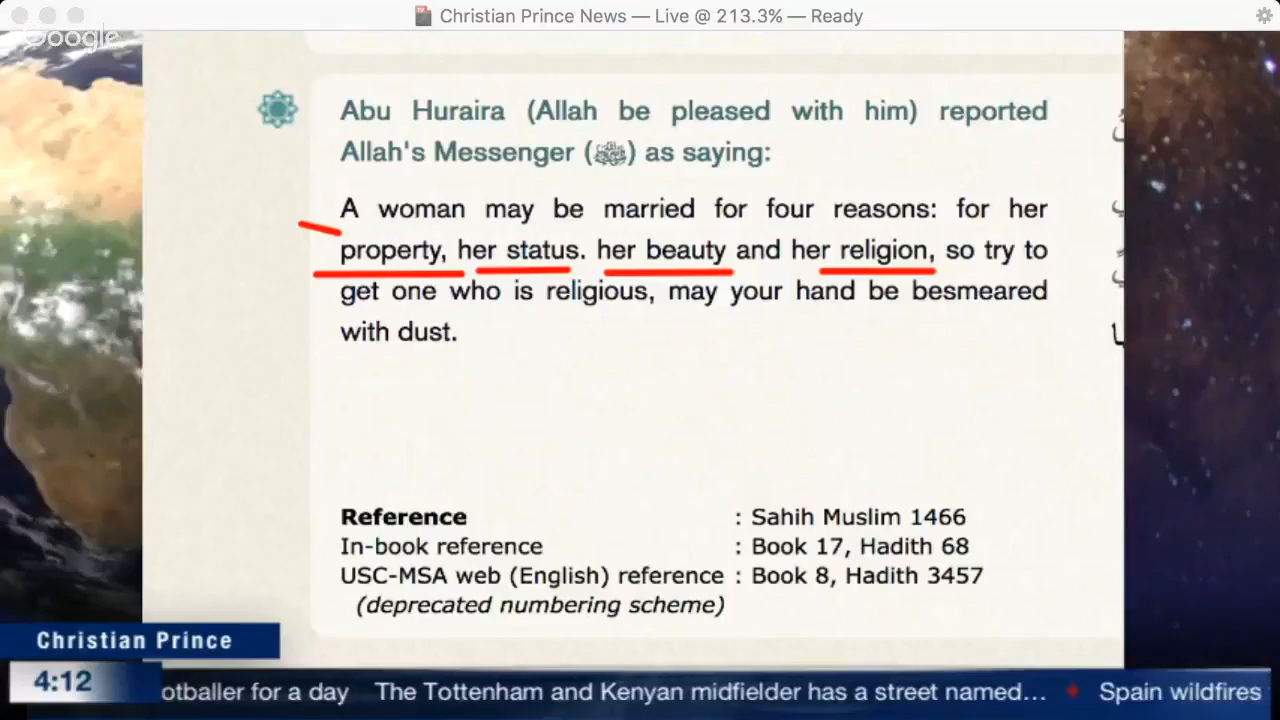 Christian Prince News — Live @ 213.3% — Ready
Google
Abu Huraira (Allah be pleased with him) reported
Allah's Messenger (ﷺ) as saying:
A woman may be married for four reasons: for her
property, her status. her beauty and her religion, so try to
get one who is religious, may your hand be besmeared
with dust.
Reference : Sahih Muslim 1466
In-book reference : Book 17, Hadith 68
USC-MSA web (English) reference : Book 8, Hadith 3457
(deprecated numbering scheme)
Christian Prince
4:12
otballer for a day The Tottenham and Kenyan midfielder has a street named... Spain wildfires